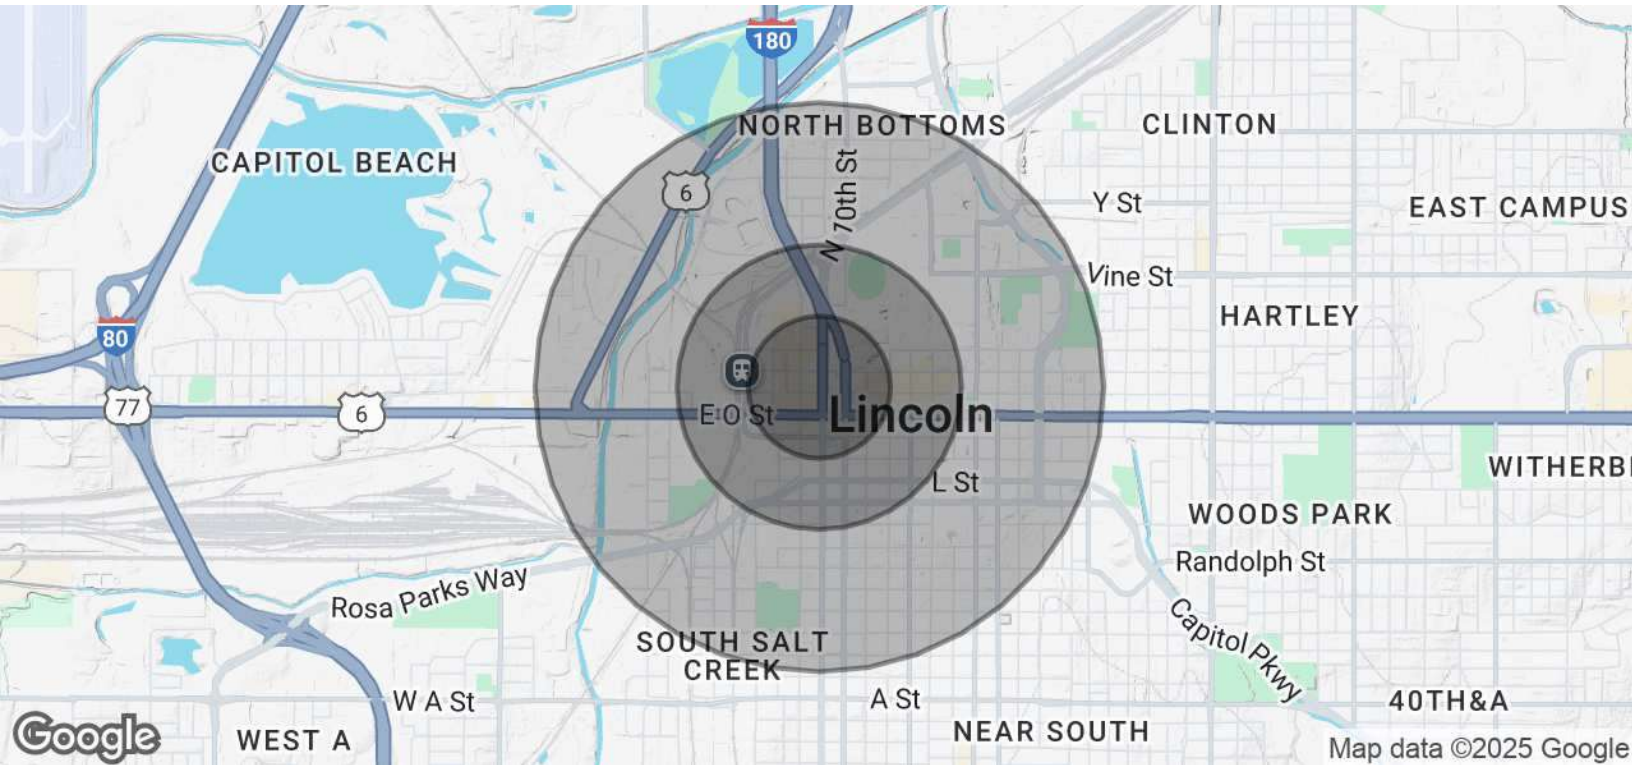 180
NORTH BOTTOMS
CLINTON
CAPITOL BEACH
N 70th St
6
Y St
EAST CAMPUS
Vine St
HARTLEY
80
77
6
E O St
Lincoln
WITHERB
L St
WOODS PARK
Randolph St
Rosa Parks Way
Capitol Pkwy
SOUTH SALT
CREEK
W A St
A St
40TH&A
NEAR SOUTH
WEST A
Google
Map data ©2025 Google